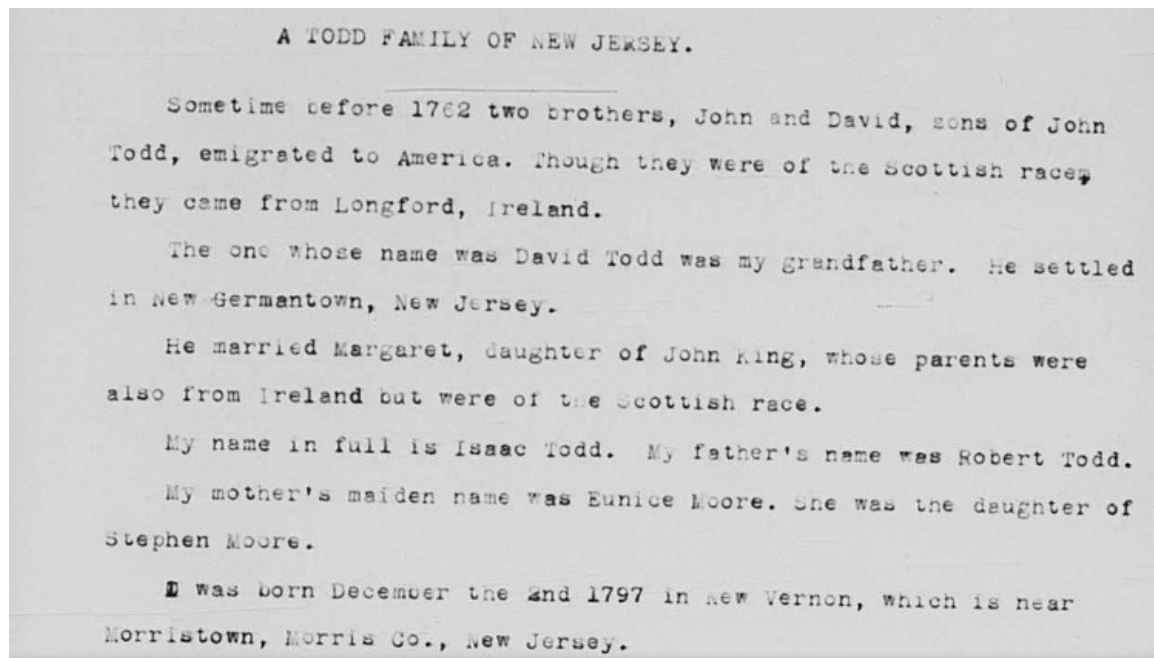 A TODD FAMILY OF NEW JERSEY.
Sometime before 1762 two brothers, John and David, sons of John
Todd, emigrated to America. Though they were of the Scottish race,
they came from Longford, Ireland.
The one whose name was David Todd was my grandfather. He settled
in New Germantown, New Jersey.
He married Margaret, daughter of John King, whose parents were
also from Ireland but were of the Scottish race.
My name in full is Isaac Todd. My father's name was Robert Todd.
My mother's maiden name was Eunice Moore. She was the daughter of
Stephen Moore.
I was born December the 2nd 1797 in New Vernon, which is near
Morristown, Morris Co., New Jersey.